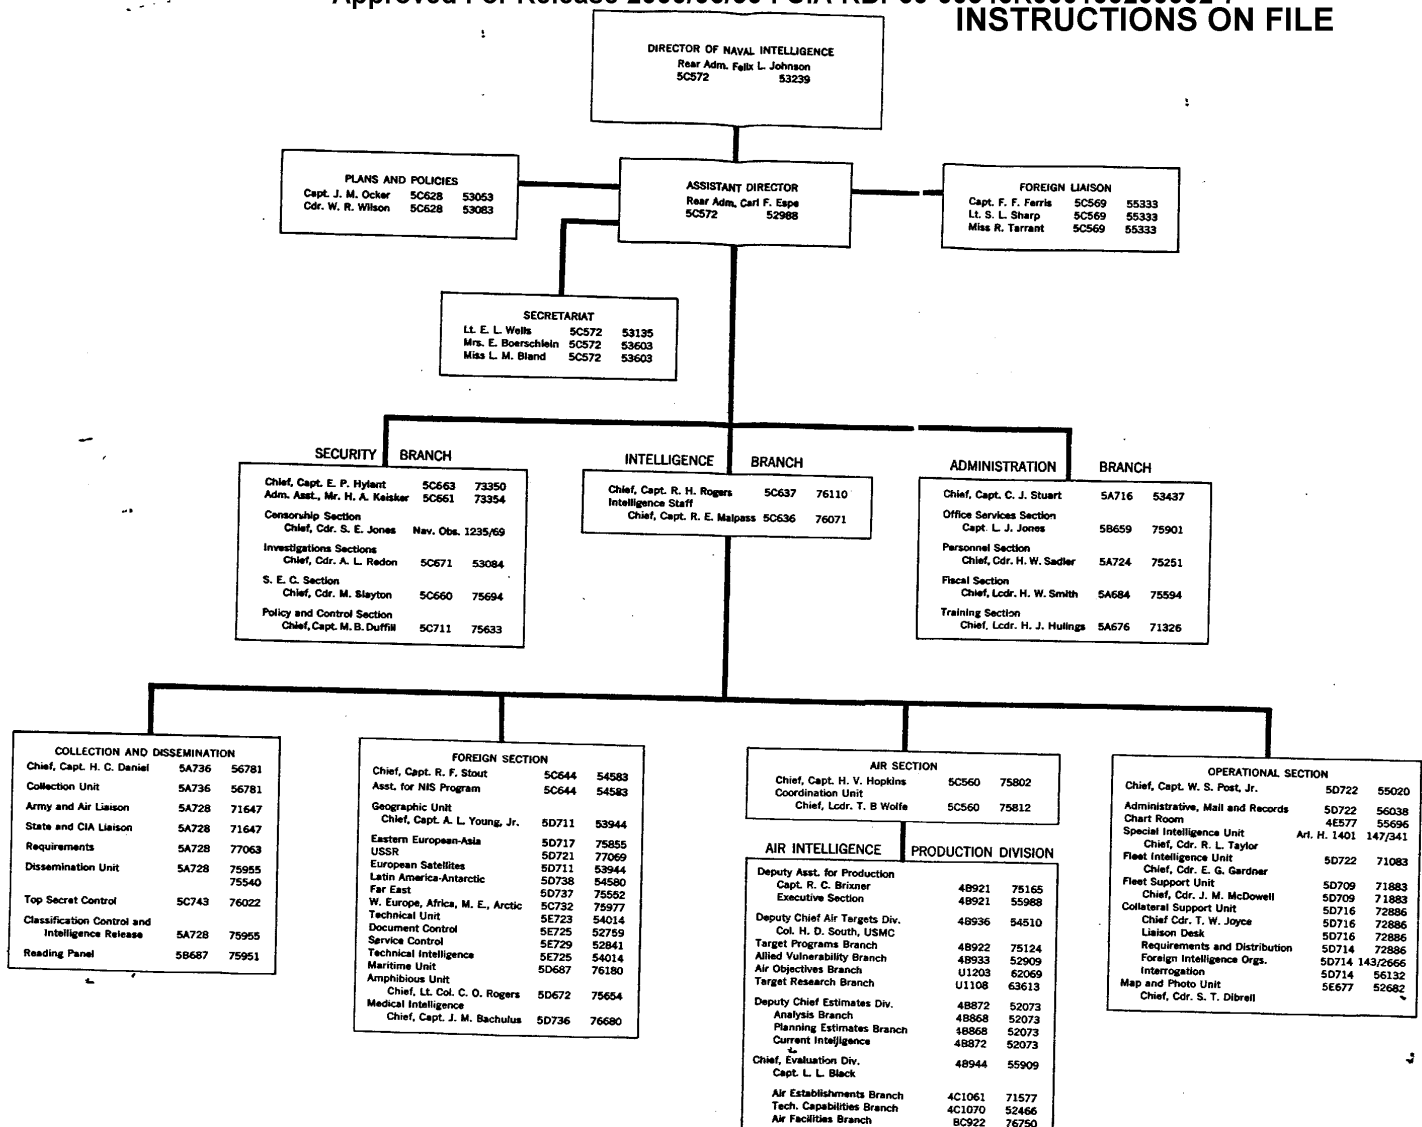 INSTRUCTIONS ON FILE
DIRECTOR OF NAVAL INTELLIGENCE
Rear Adm. Felix L. Johnson
5C572 53239
PLANS AND POLICIES
Capt. J. M. Ocker 5C628 53053
Cdr. W. R. Wilson 5C628 53083
ASSISTANT DIRECTOR
Rear Adm. Carl F. Espe
5C572 52988
FOREIGN LIAISON
Capt. F. F. Ferris 5C569 55333
Lt. S. L. Sharp 5C569 55333
Miss R. Tarrant 5C569 55333
SECRETARIAT
Lt. E. L. Wells 5C572 53135
Mrs. E. Boerschlein 5C572 53603
Miss L. M. Bland 5C572 53603
SECURITY BRANCH
Chief, Capt. E. P. Hylant 5C663 73350
Adm. Asst., Mr. H. A. Keisker 5C661 73354
Censorship Section
Chief, Cdr. S. E. Jones Nav. Obs. 1235/69
Investigations Sections
Chief, Cdr. A. L. Redon 5C671 53084
S. E. C. Section
Chief, Cdr. M. Slayton 5C660 75694
Policy and Control Section
Chief, Capt. M. B. Duffill 5C711 75633
INTELLIGENCE BRANCH
Chief, Capt. R. H. Rogers 5C637 76110
Intelligence Staff
Chief, Capt. R. E. Malpass 5C636 76071
ADMINISTRATION BRANCH
Chief, Capt. C. J. Stuart 5A716 53437
Office Services Section
Capt. L. J. Jones 5B659 75901
Personnel Section
Chief, Cdr. H. W. Sadler 5A724 75251
Fiscal Section
Chief, Lcdr. H. W. Smith 5A684 75594
Training Section
Chief, Lcdr. H. J. Hulings 5A676 71326
COLLECTION AND DISSEMINATION
Chief, Capt. H. C. Daniel 5A736 56781
Collection Unit 5A736 56781
Army and Air Liaison 5A728 71647
State and CIA Liaison 5A728 71647
Requirements 5A728 77063
Dissemination Unit 5A728 75955
75540
Top Secret Control 5C743 76022
Classification Control and
Intelligence Release 5A728 75955
Reading Panel 5B687 75951
FOREIGN SECTION
Chief, Capt. R. F. Stout 5C644 54583
Asst. for NIS Program 5C644 54583
Geographic Unit
Chief, Capt. A. L. Young, Jr. 5D711 53944
Eastern European-Asia 5D717 75855
USSR 5D721 77069
European Satellites 5D711 53944
Latin America-Antarctic 5D738 54580
Far East 5D737 75552
W. Europe, Africa, M. E., Arctic 5C732 75977
Technical Unit 5E723 54014
Document Control 5E725 52759
Service Control 5E729 52841
Technical Intelligence 5E725 54014
Maritime Unit 5D687 76180
Amphibious Unit
Chief, Lt. Col. C. O. Rogers 5D672 75654
Medical Intelligence
Chief, Capt. J. M. Bachulus 5D736 76680
AIR SECTION
Chief, Capt. H. V. Hopkins 5C560 75802
Coordination Unit
Chief, Lcdr. T. B Wolfe 5C560 75812
AIR INTELLIGENCE PRODUCTION DIVISION
Deputy Asst. for Production
Capt. R. C. Brixner 4B921 75165
Executive Section 4B921 55988
Deputy Chief Air Targets Div. 4B936 54510
Col. H. D. South, USMC
Target Programs Branch 4B922 75124
Allied Vulnerability Branch 4B933 52909
Air Objectives Branch U1203 62069
Target Research Branch U1108 63613
Deputy Chief Estimates Div. 4B872 52073
Analysis Branch 4B868 52073
Planning Estimates Branch 4B868 52073
Current Intelligence 4B872 52073
Chief, Evaluation Div. 4B944 55909
Capt. L. L. Black
Air Establishments Branch 4C1061 71577
Tech. Capabilities Branch 4C1070 52466
Air Facilities Branch BC922 76750
OPERATIONAL SECTION
Chief, Capt. W. S. Post, Jr. 5D722 55020
Administrative, Mail and Records 5D722 56038
Chart Room 4E577 55696
Special Intelligence Unit Arl. H. 1401 147/341
Chief, Cdr. R. L. Taylor
Fleet Intelligence Unit 5D722 71083
Chief, Cdr. E. G. Gardner
Fleet Support Unit 5D709 71883
Chief, Cdr. J. M. McDowell 5D709 71883
Collateral Support Unit 5D716 72886
Chief Cdr. T. W. Joyce 5D716 72886
Liaison Desk 5D716 72886
Requirements and Distribution 5D714 72886
Foreign Intelligence Orgs. 5D714 143/2666
Interrogation 5D714 56132
Map and Photo Unit 5E677 52682
Chief, Cdr. S. T. Dibrell